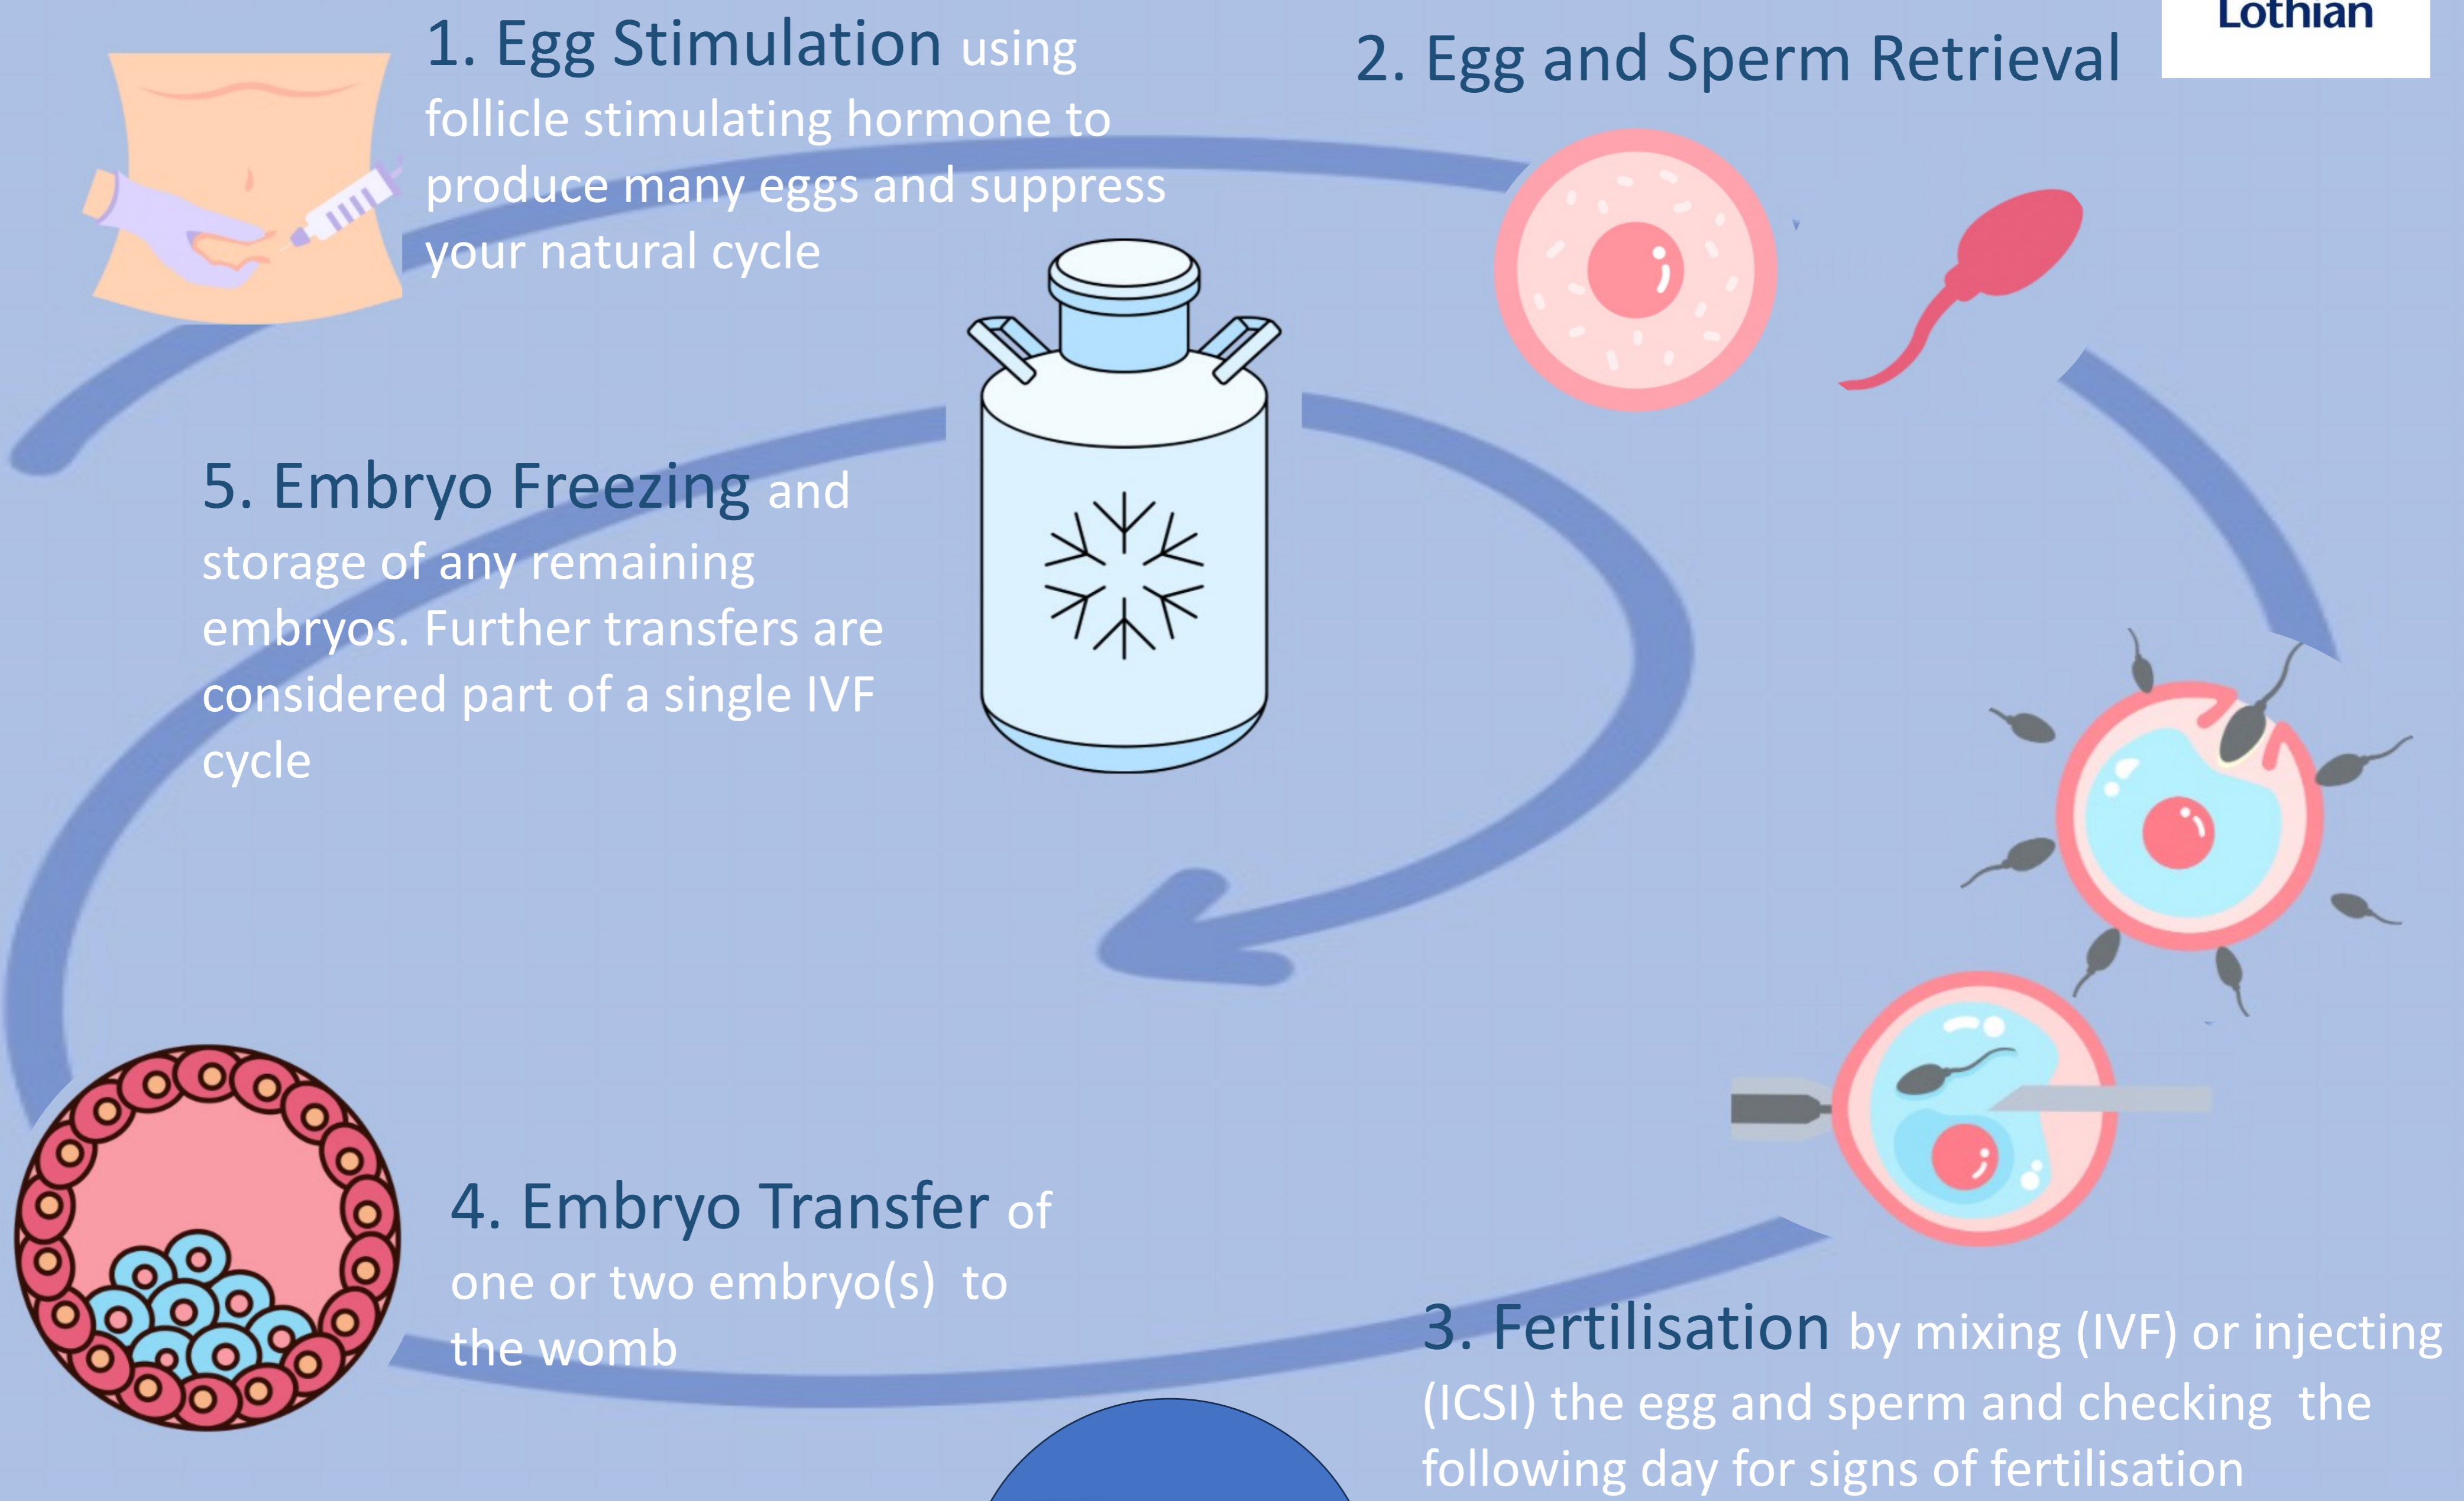 Lothian
1. Egg Stimulation using
follicle stimulating hormone to
produce many eggs and suppress
your natural cycle
2. Egg and Sperm Retrieval
5. Embryo Freezing and
storage of any remaining
embryos. Further transfers are
considered part of a single IVF
cycle
4. Embryo Transfer of
one or two embryo(s)  to
the womb
3. Fertilisation by mixing (IVF) or injecting
(ICSI) the egg and sperm and checking  the
following day for signs of fertilisation